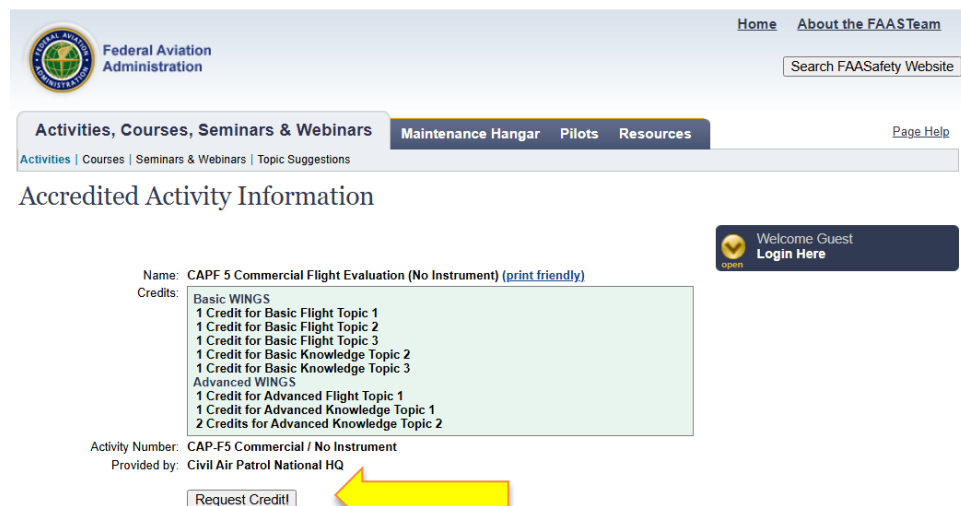 Home About the FAASTeam
Federal Aviation
Administration
Search FAASafety Website
Activities, Courses, Seminars & Webinars Maintenance Hangar Pilots Resources Page Help
Activities | Courses | Seminars & Webinars | Topic Suggestions
Accredited Activity Information
Welcome Guest
Login Here
open
Name: CAPF 5 Commercial Flight Evaluation (No Instrument) (print friendly)
Credits:
Basic WINGS
1 Credit for Basic Flight Topic 1
1 Credit for Basic Flight Topic 2
1 Credit for Basic Flight Topic 3
1 Credit for Basic Knowledge Topic 2
1 Credit for Basic Knowledge Topic 3
Advanced WINGS
1 Credit for Advanced Flight Topic 1
1 Credit for Advanced Knowledge Topic 1
2 Credits for Advanced Knowledge Topic 2
Activity Number: CAP-F5 Commercial / No Instrument
Provided by: Civil Air Patrol National HQ
Request Credit!